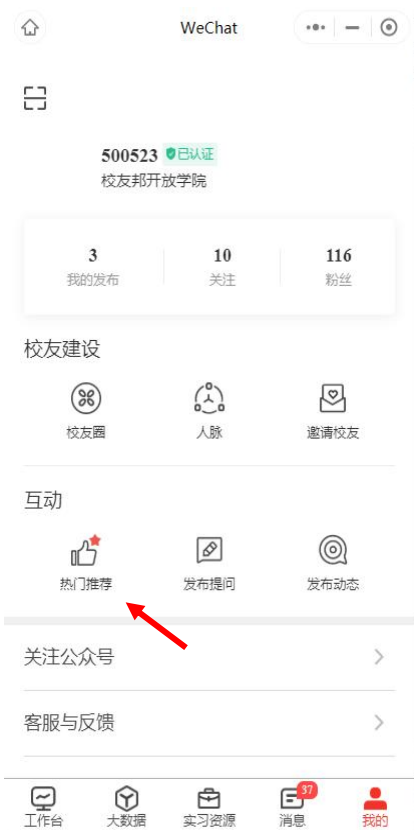 WeChat
500523 已认证
校友邦开放学院
3 10 116
我的发布 关注 粉丝
校友建设
校友圈 人脉 邀请校友
互动
热门推荐 发布提问 发布动态
关注公众号
客服与反馈
37
工作台 大数据 实习资源 消息 我的